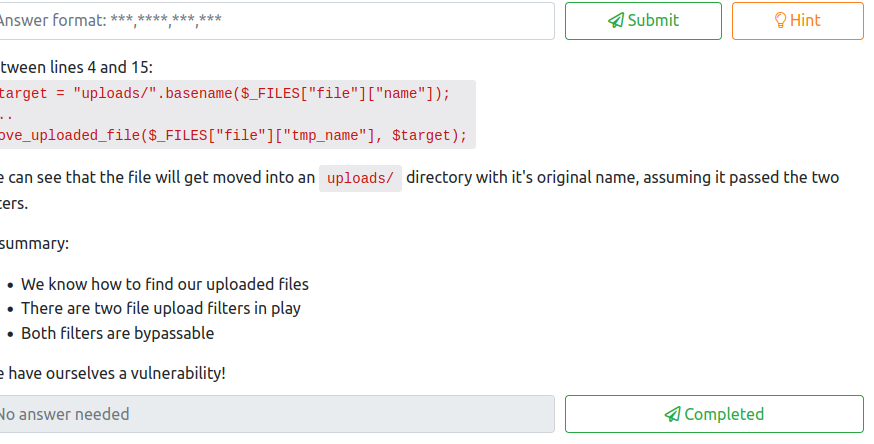 Answer format: ***,****,***,***
Submit
Hint
tween lines 4 and 15:
target = "uploads/".basename($_FILES["file"]["name"]);
..
ove_uploaded_file($_FILES["file"]["tmp_name"], $target);
e can see that the file will get moved into an uploads/ directory with it's original name, assuming it passed the two
ters.
summary:
• We know how to find our uploaded files
• There are two file upload filters in play
• Both filters are bypassable
e have ourselves a vulnerability!
No answer needed
Completed